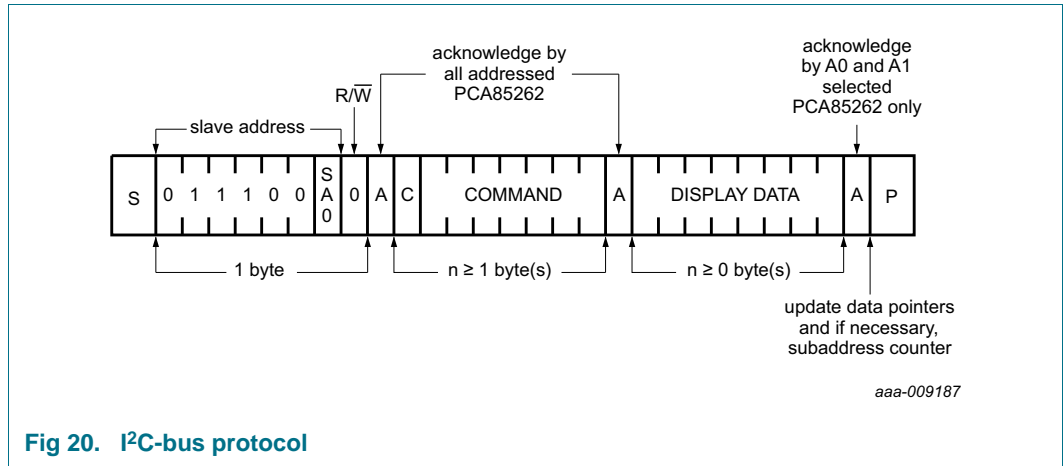 acknowledge by
all addressed
PCA85262
acknowledge
by A0 and A1
selected
PCA85262 only
R/W̅
slave address
S 0 1 1 1 0 0 SA0 0 A C COMMAND A DISPLAY DATA A P
1 byte
n ≥ 1 byte(s)
n ≥ 0 byte(s)
update data pointers
and if necessary,
subaddress counter
aaa-009187
Fig 20. I²C-bus protocol